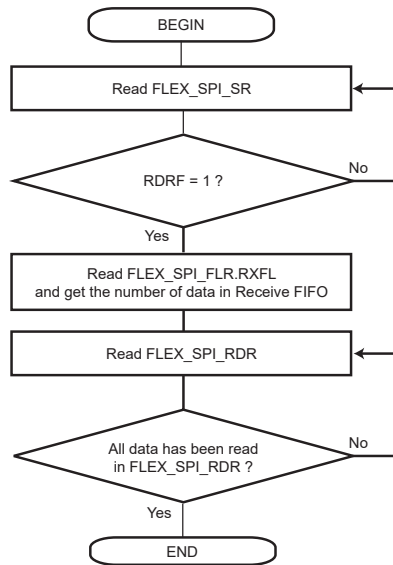 BEGIN
Read FLEX_SPI_SR
RDRF = 1 ?
No
Yes
Read FLEX_SPI_FLR.RXFL
and get the number of data in Receive FIFO
Read FLEX_SPI_RDR
All data has been read
in FLEX_SPI_RDR ?
No
Yes
END